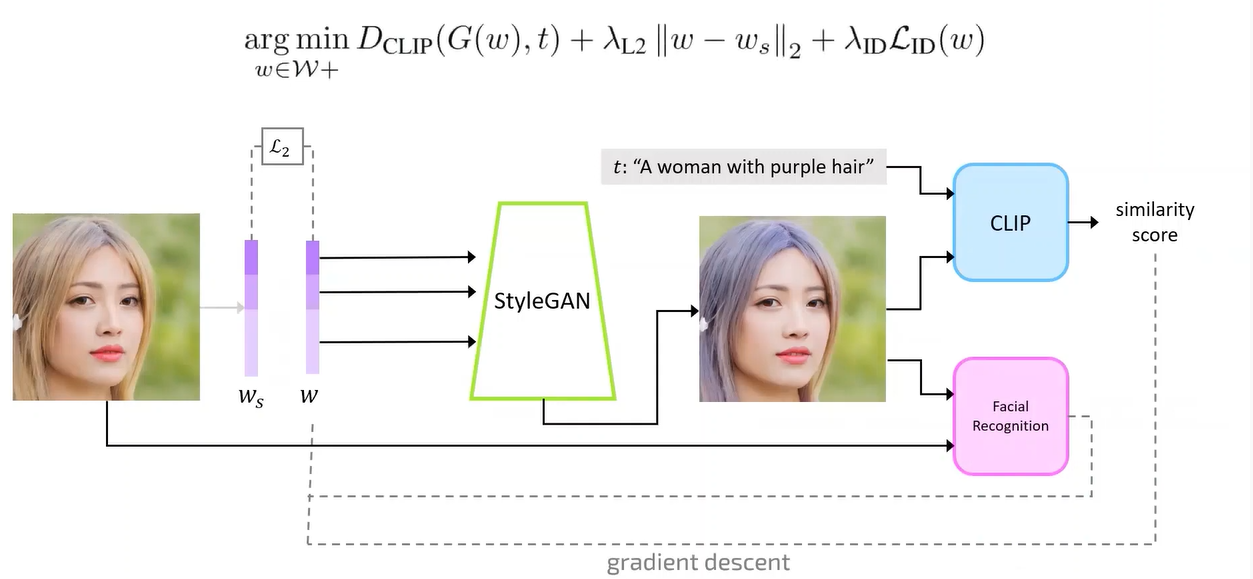 arg min D_CLIP(G(w), t) + λ_L2 ‖w − w_s‖_2 + λ_ID ℒ_ID(w)
w∈𝒲+
ℒ_2
t: “A woman with purple hair”
CLIP
similarity
score
StyleGAN
w_s
w
Facial
Recognition
gradient descent